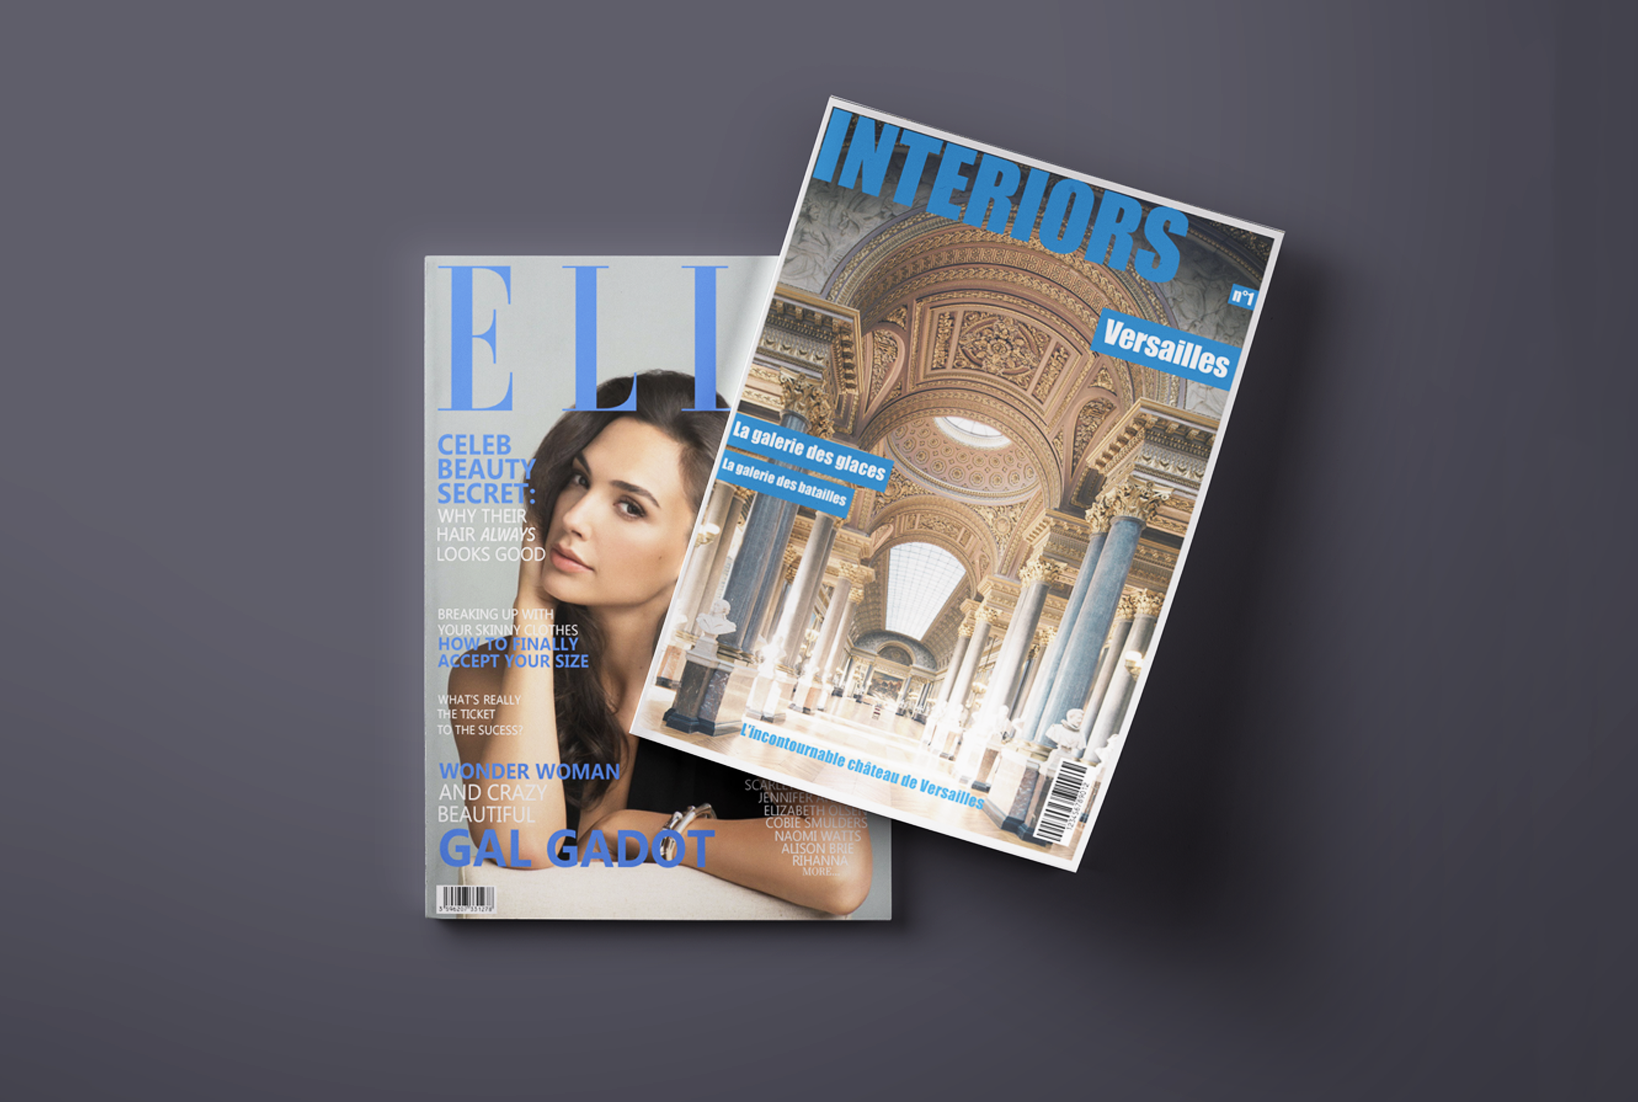 ELL
CELEB
BEAUTY
SECRET:
WHY THEIR
HAIR ALWAYS
LOOKS GOOD
BREAKING UP WITH
YOUR SKINNY CLOTHES
HOW TO FINALLY
ACCEPT YOUR SIZE
WHAT'S REALLY
THE TICKET
TO THE SUCESS?
WONDER WOMAN
AND CRAZY
BEAUTIFUL
GAL GADOT
JENNIFER
ELIZABETH OLSEN
COBIE SMULDERS
NAOMI WATTS
ALISON BRIE
RIHANNA
MORE...
INTERIORS
n°1
Versailles
La galerie des glaces
La galerie des batailles
L'incontournable château de Versailles